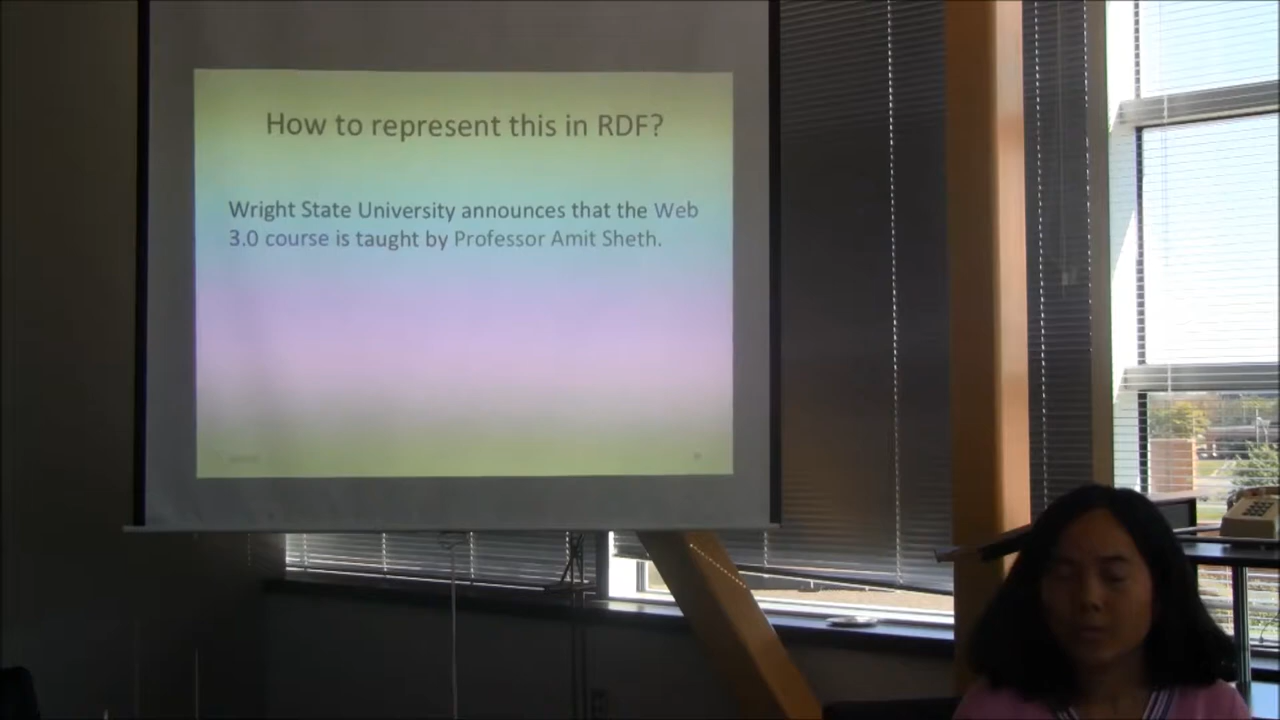 How to represent this in RDF?
Wright State University announces that the Web
3.0 course is taught by Professor Amit Sheth.